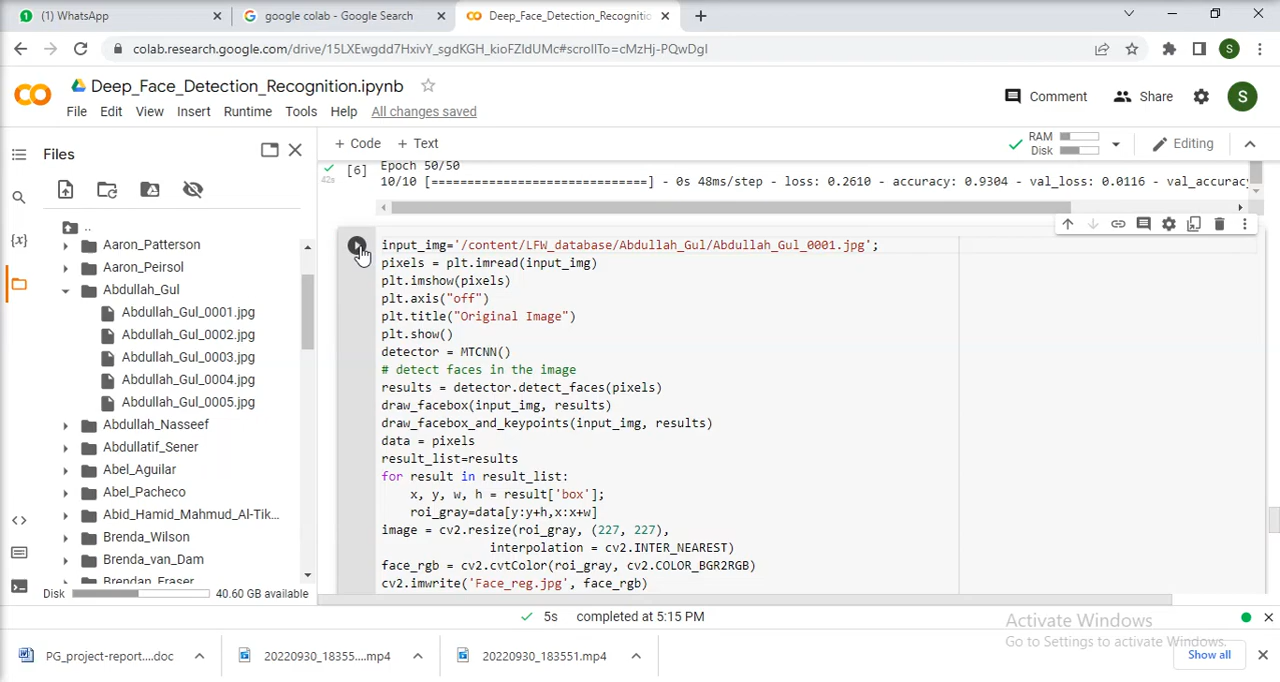 (1) WhatsApp
google colab - Google Search
Deep_Face_Detection_Recognitio
colab.research.google.com/drive/15LXEwgdd7HxivY_sgdKGH_kioFZIdUMc#scrollTo=cMzHj-PQwDgI
S
Deep_Face_Detection_Recognition.ipynb
Comment
Share
S
File Edit View Insert Runtime Tools Help All changes saved
Files
+ Code + Text
RAM
Disk
Editing
[6]
42s
Epoch 50/50
10/10 [==============================] - 0s 48ms/step - loss: 0.2610 - accuracy: 0.9304 - val_loss: 0.0116 - val_accuracy
{x}
..
Aaron_Patterson
Aaron_Peirsol
Abdullah_Gul
Abdullah_Gul_0001.jpg
Abdullah_Gul_0002.jpg
Abdullah_Gul_0003.jpg
Abdullah_Gul_0004.jpg
Abdullah_Gul_0005.jpg
Abdullah_Nasseef
Abdullatif_Sener
Abel_Aguilar
Abel_Pacheco
Abid_Hamid_Mahmud_Al-Tik...
Brenda_Wilson
Brenda_van_Dam
Brendan_Fraser
Disk
40.60 GB available
input_img='/content/LFW_database/Abdullah_Gul/Abdullah_Gul_0001.jpg';
pixels = plt.imread(input_img)
plt.imshow(pixels)
plt.axis("off")
plt.title("Original Image")
plt.show()
detector = MTCNN()
# detect faces in the image
results = detector.detect_faces(pixels)
draw_facebox(input_img, results)
draw_facebox_and_keypoints(input_img, results)
data = pixels
result_list=results
for result in result_list:
x, y, w, h = result['box'];
roi_gray=data[y:y+h,x:x+w]
image = cv2.resize(roi_gray, (227, 227),
interpolation = cv2.INTER_NEAREST)
face_rgb = cv2.cvtColor(roi_gray, cv2.COLOR_BGR2RGB)
cv2.imwrite('Face_reg.jpg', face_rgb)
5s completed at 5:15 PM
Activate Windows
Go to Settings to activate Windows.
PG_project-report....doc
20220930_18355....mp4
20220930_183551.mp4
Show all